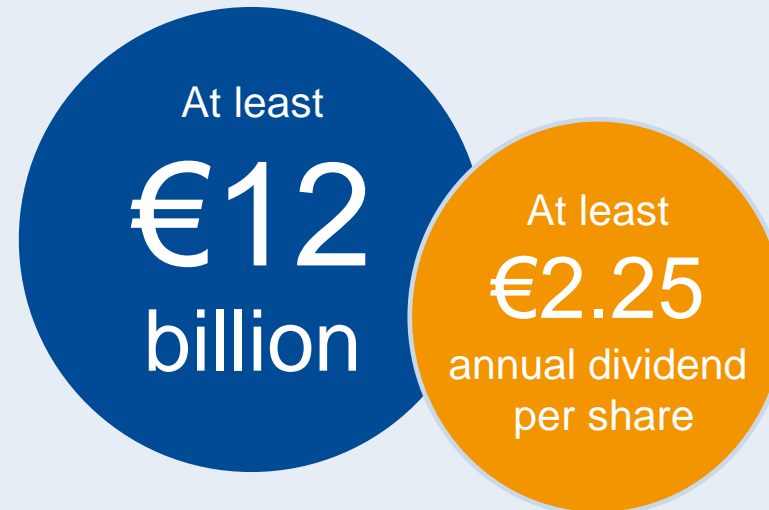 At least
€12
billion
At least
€2.25
annual dividend
per share